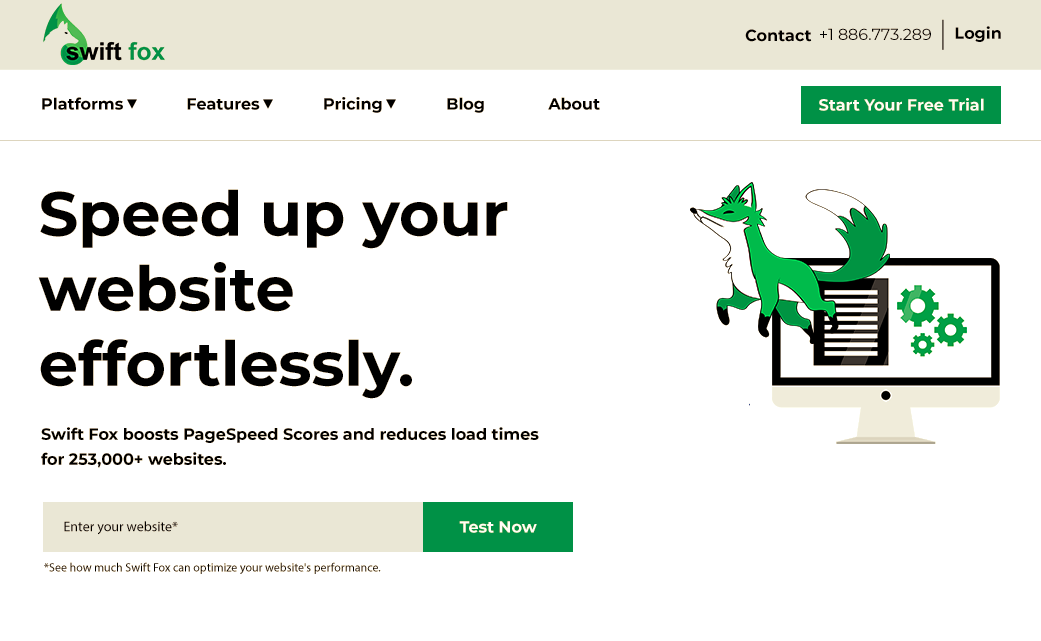 swift fox
Contact +1 886.773.289 Login
Platforms ▼ Features ▼ Pricing ▼ Blog About Start Your Free Trial
Speed up your
website
effortlessly.
Swift Fox boosts PageSpeed Scores and reduces load times
for 253,000+ websites.
Enter your website* Test Now
*See how much Swift Fox can optimize your website's performance.